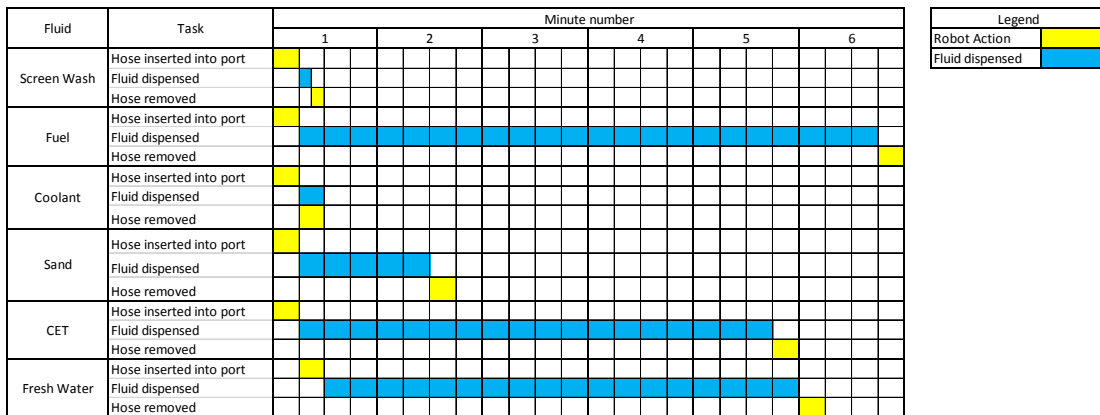 Fluid Task Minute number
1 2 3 4 5 6
Screen Wash
Hose inserted into port
Fluid dispensed
Hose removed
Fuel
Hose inserted into port
Fluid dispensed
Hose removed
Coolant
Hose inserted into port
Fluid dispensed
Hose removed
Sand
Hose inserted into port
Fluid dispensed
Hose removed
CET
Hose inserted into port
Fluid dispensed
Hose removed
Fresh Water
Hose inserted into port
Fluid dispensed
Hose removed
Legend
Robot Action
Fluid dispensed